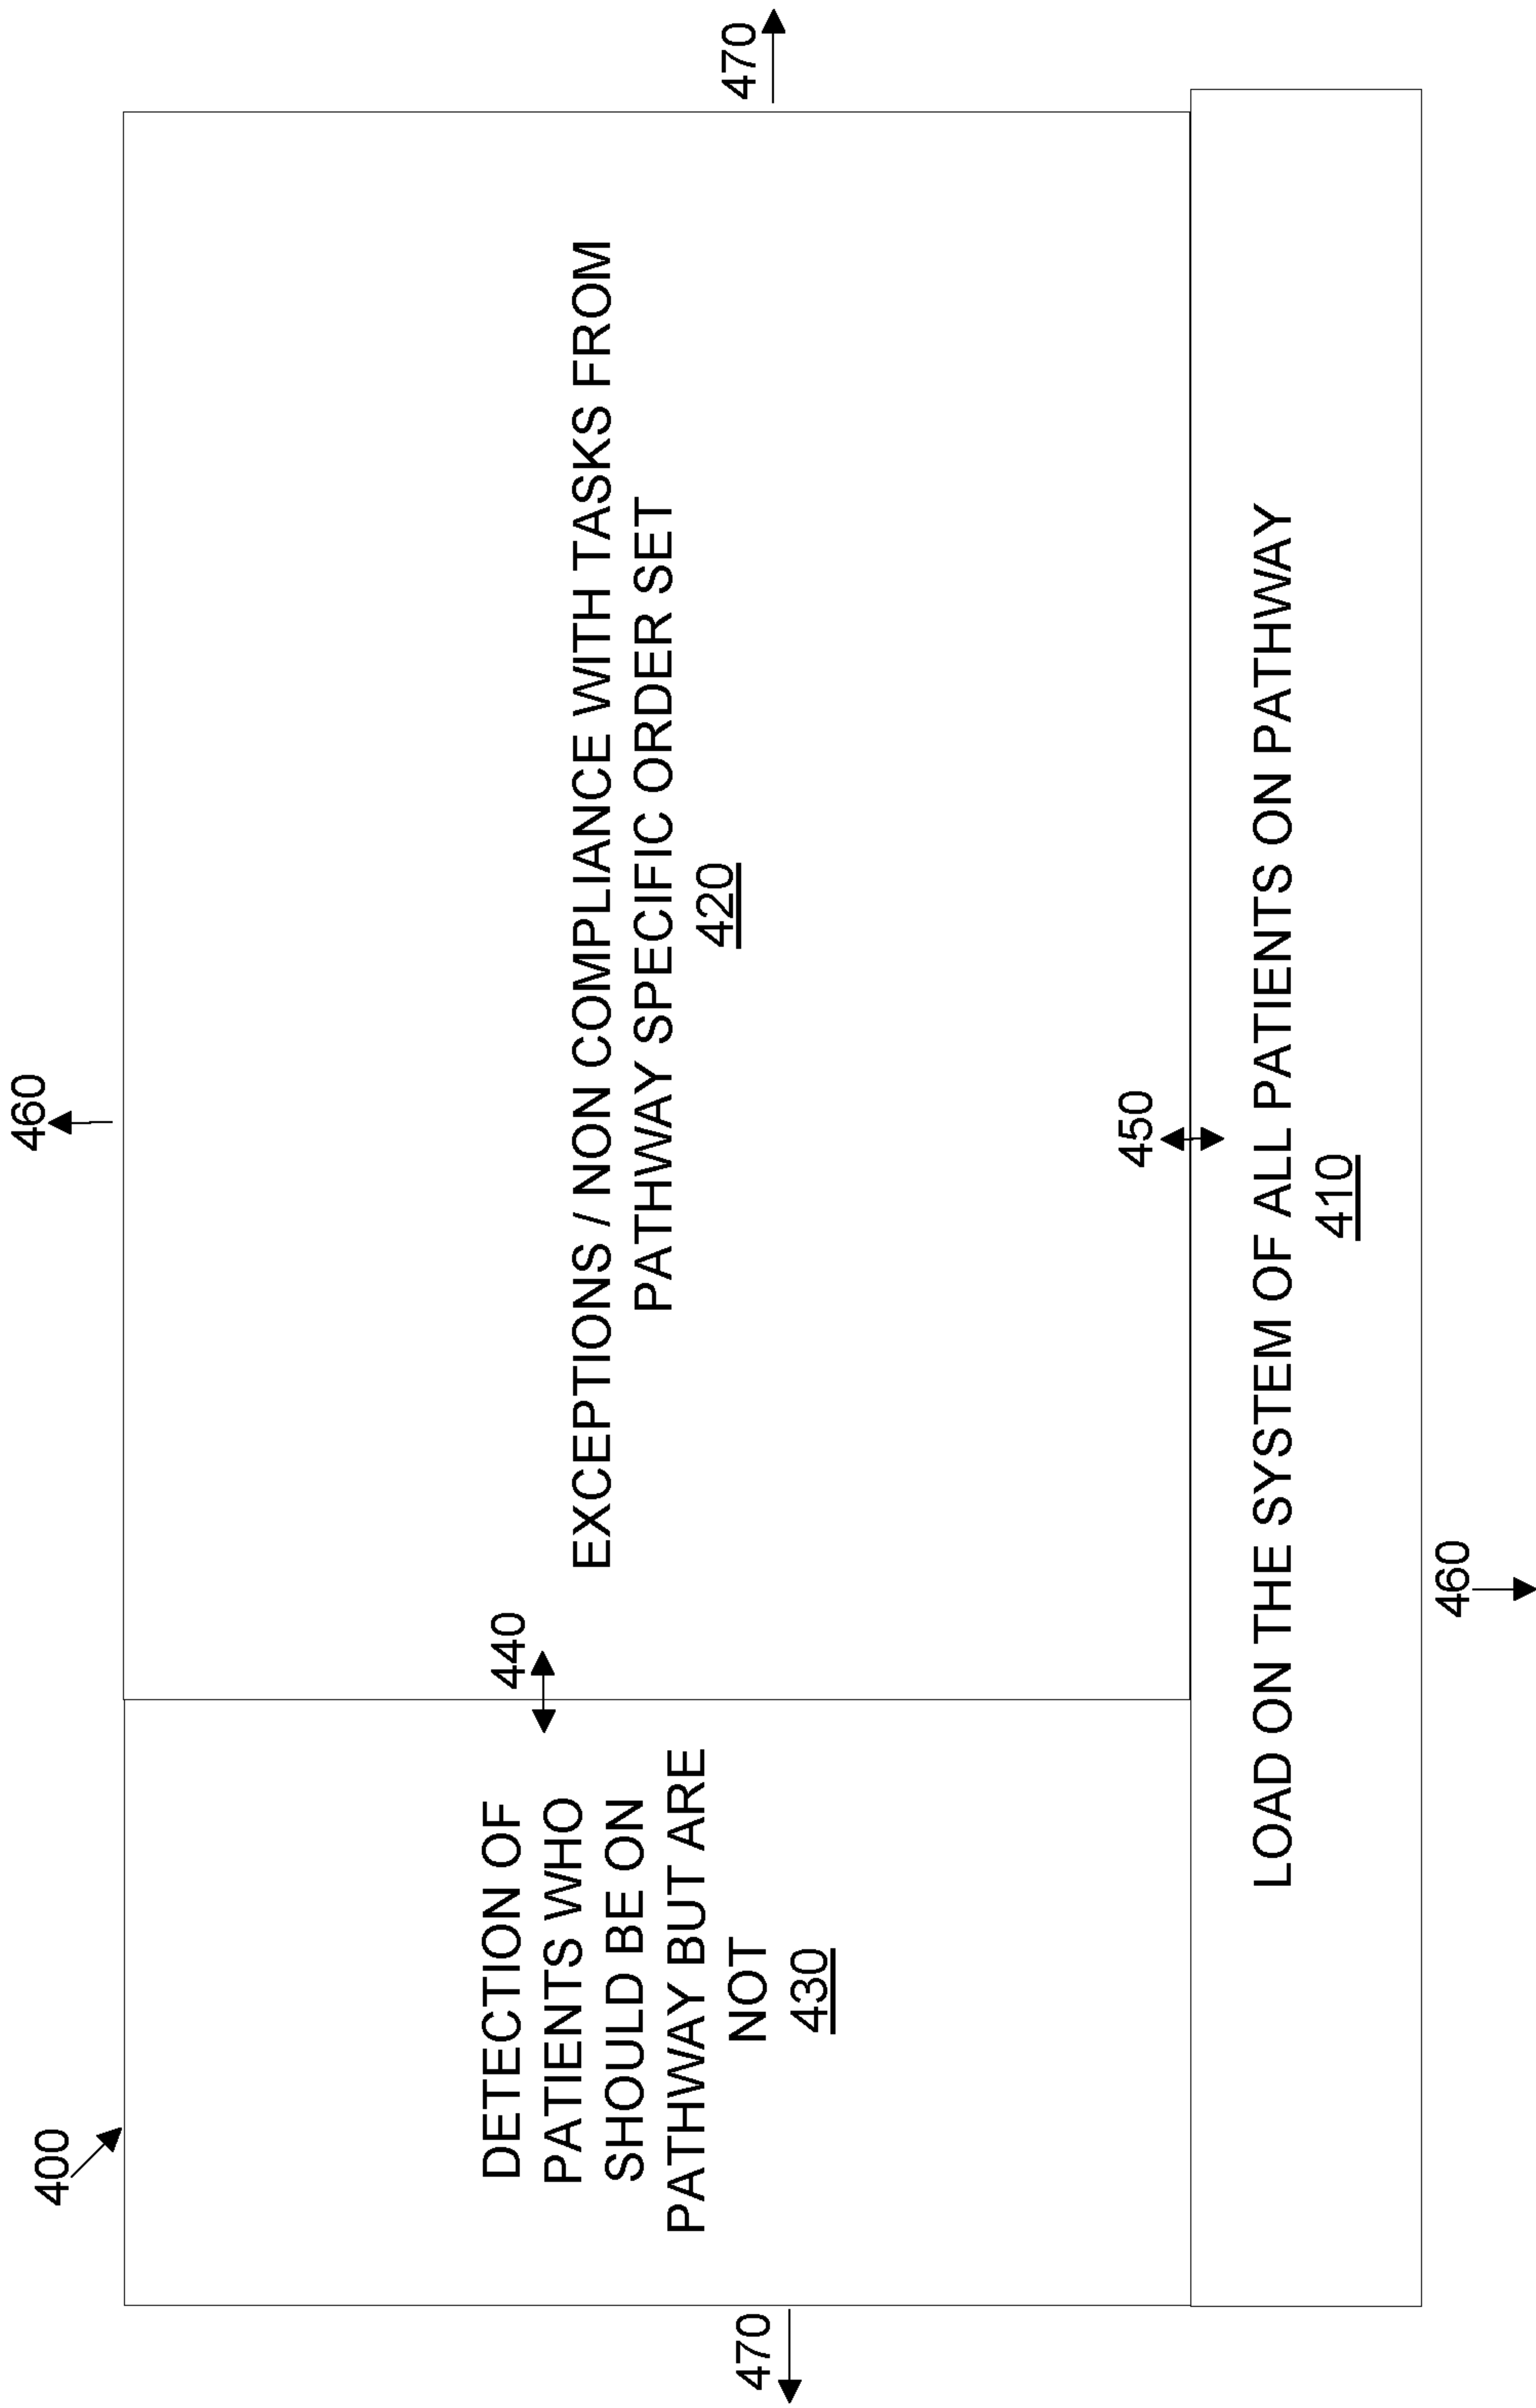 400
460
DETECTION OF
PATIENTS WHO
SHOULD BE ON
PATHWAY BUT ARE
NOT
430
440
EXCEPTIONS / NON COMPLIANCE WITH TASKS FROM
PATHWAY SPECIFIC ORDER SET
420
470
470
450
LOAD ON THE SYSTEM OF ALL PATIENTS ON PATHWAY
410
460